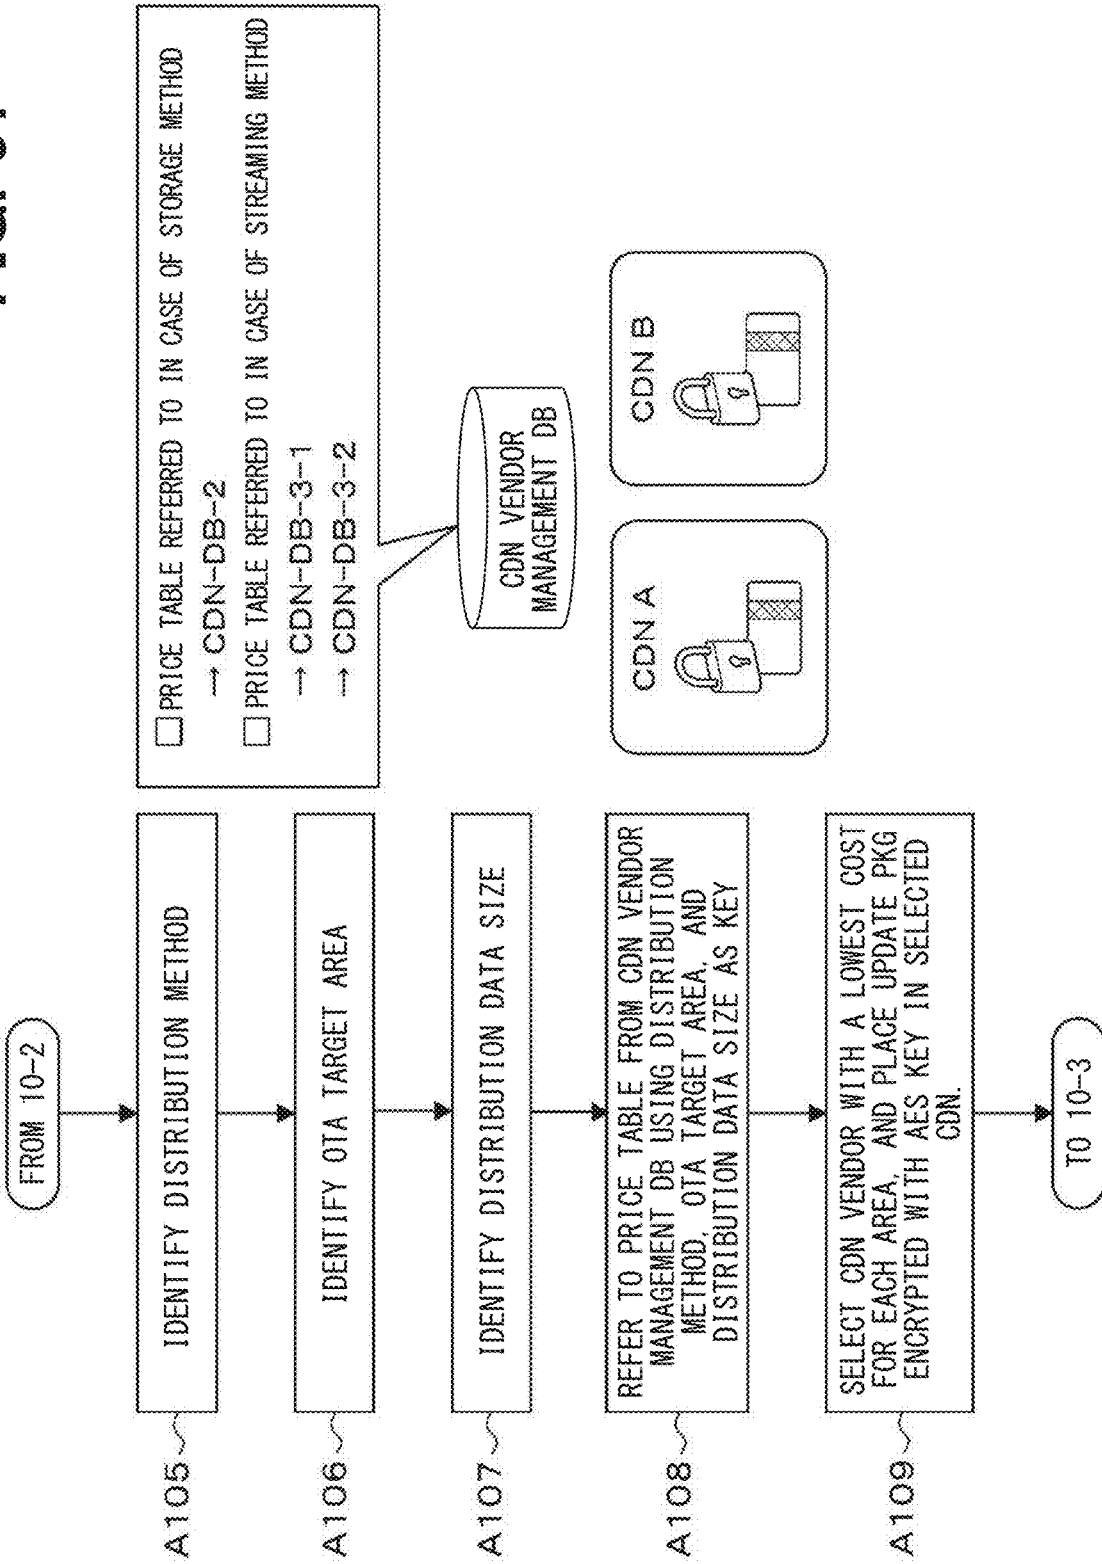 FROM 10-2
A105
IDENTIFY DISTRIBUTION METHOD
A106
IDENTIFY OTA TARGET AREA
A107
IDENTIFY DISTRIBUTION DATA SIZE
A108
REFER TO PRICE TABLE FROM CDN VENDOR
MANAGEMENT DB USING DISTRIBUTION
METHOD, OTA TARGET AREA, AND
DISTRIBUTION DATA SIZE AS KEY
A109
SELECT CDN VENDOR WITH A LOWEST COST
FOR EACH AREA, AND PLACE UPDATE PKG
ENCRYPTED WITH AES KEY IN SELECTED
CDN.
TO 10-3
□PRICE TABLE REFERRED TO IN CASE OF STORAGE METHOD
→ CDN-DB-2
□PRICE TABLE REFERRED TO IN CASE OF STREAMING METHOD
→ CDN-DB-3-1
→ CDN-DB-3-2
CDN VENDOR
MANAGEMENT DB
CDN A
CDN B